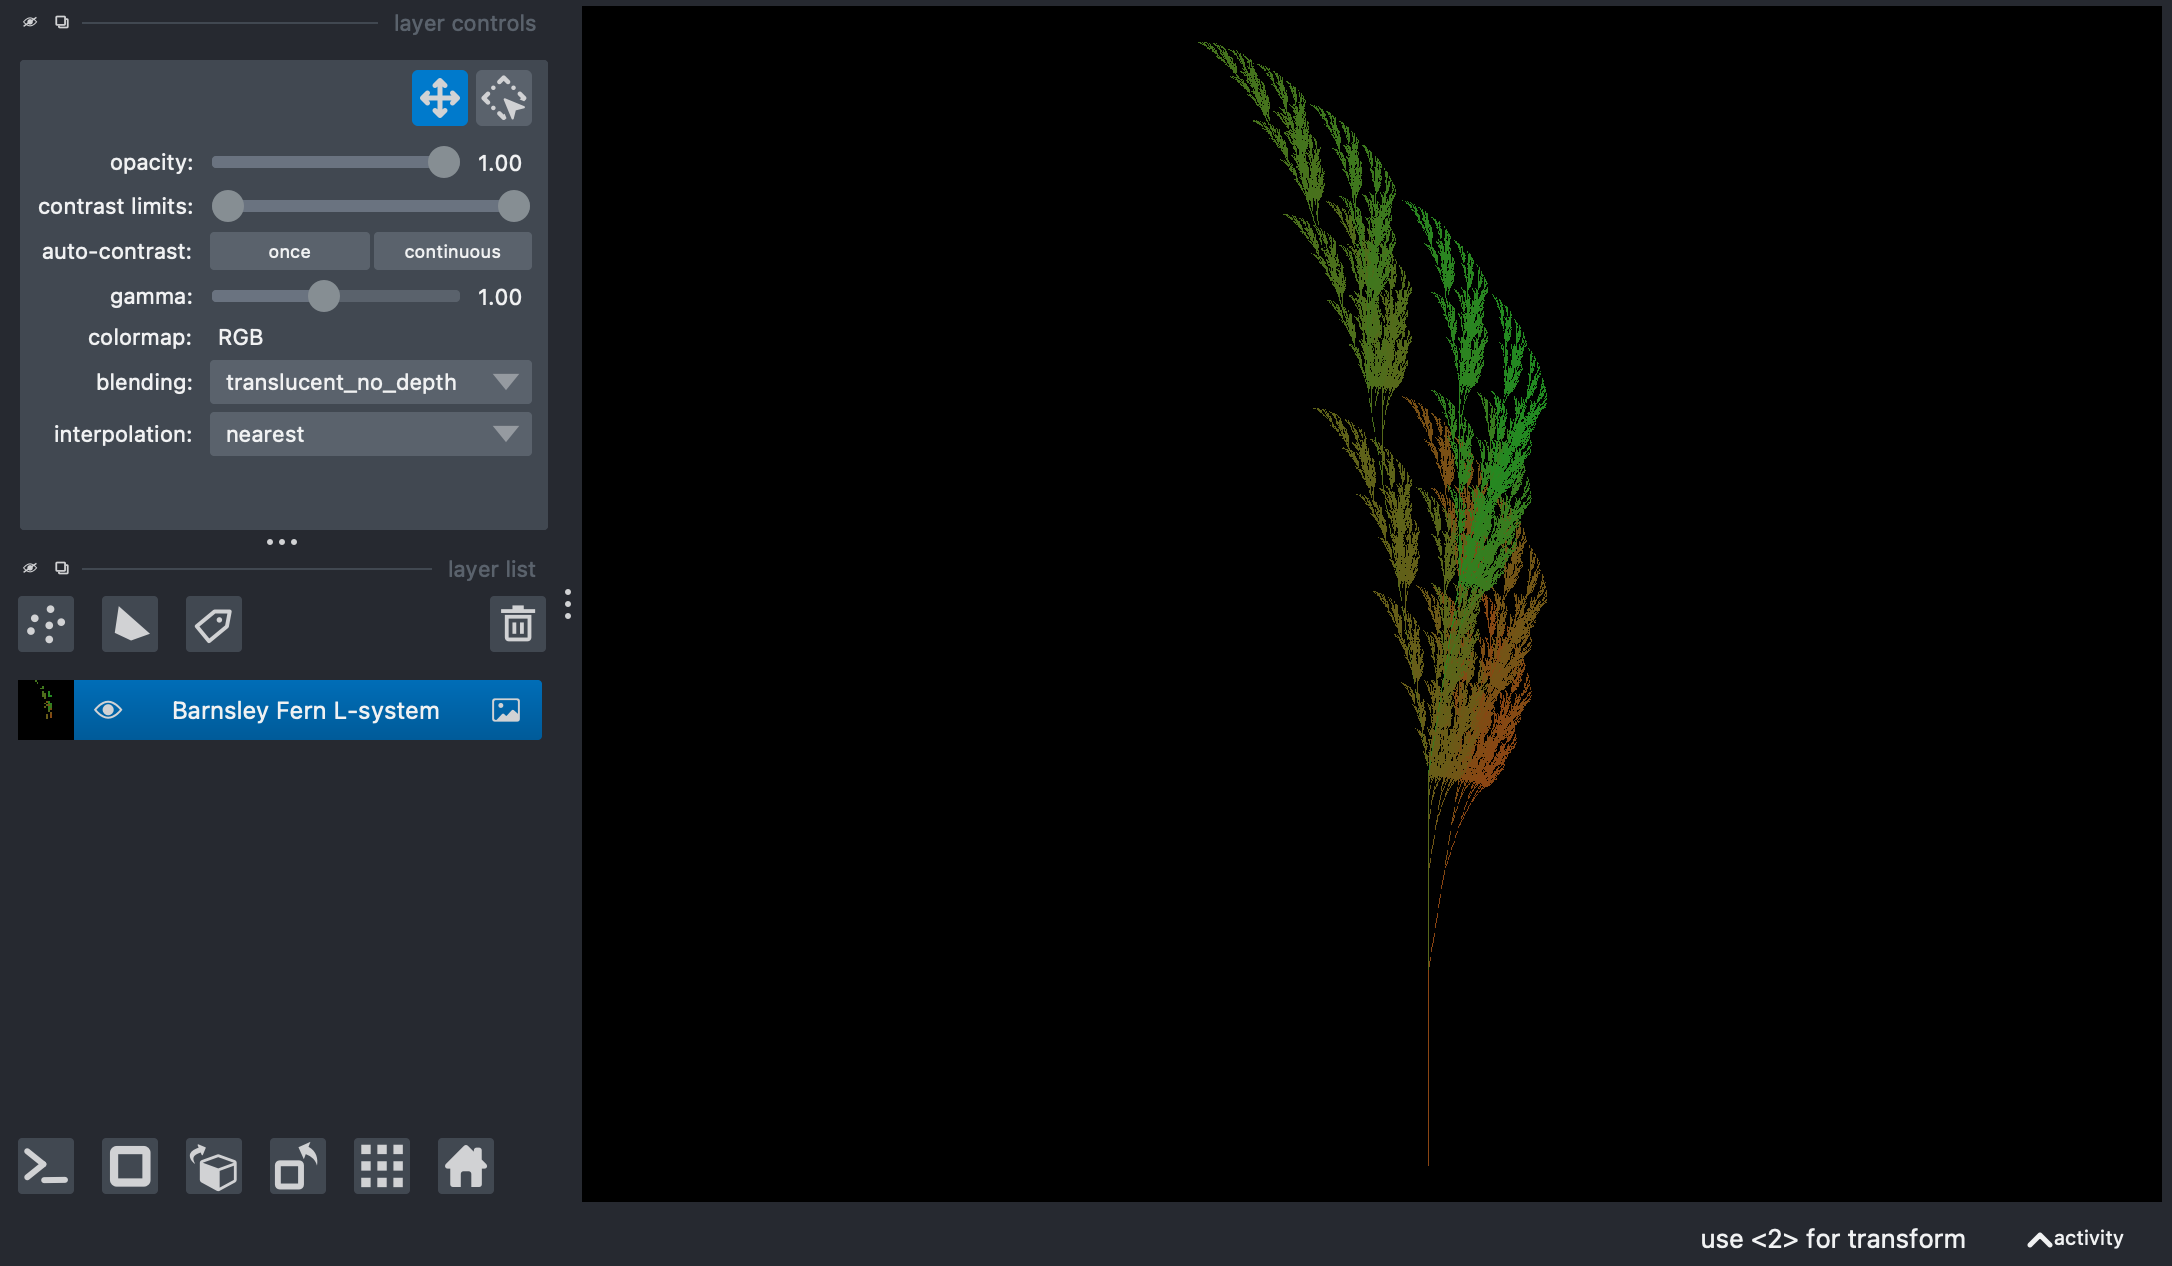 layer controls
opacity: 1.00
contrast limits:
auto-contrast: once continuous
gamma: 1.00
colormap: RGB
blending: translucent_no_depth
interpolation: nearest
layer list
Barnsley Fern L-system
use <2> for transform activity